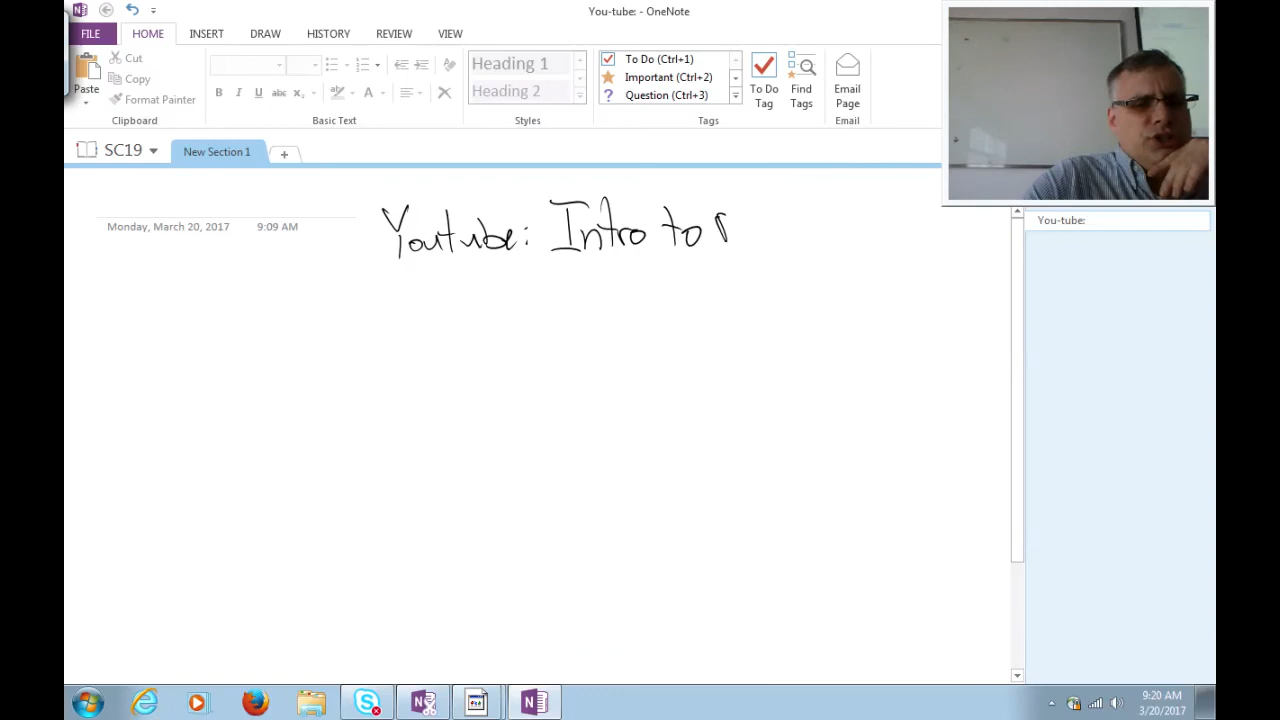 You-tube: - OneNote
FILE HOME INSERT DRAW HISTORY REVIEW VIEW
Paste
Cut
Copy
Format Painter
Clipboard
B I U abc x₂ A
Basic Text
Heading 1
Heading 2
Styles
To Do (Ctrl+1)
Important (Ctrl+2)
? Question (Ctrl+3)
Tags
To Do Tag
Find Tags
Email Page
Email
SC19 New Section 1 +
You-tube:
Monday, March 20, 2017 9:09 AM
Youtube: Intro to
9:20 AM
3/20/2017